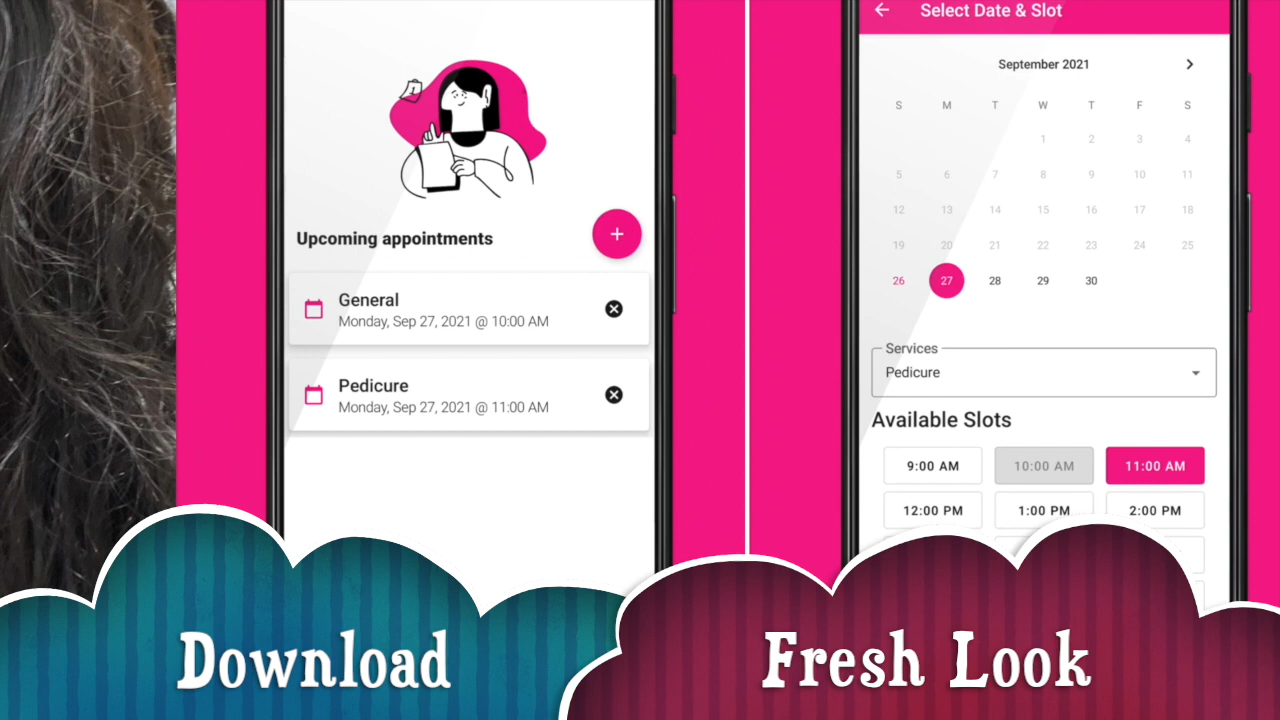 Upcoming appointments
+
General
Monday, Sep 27, 2021 @ 10:00 AM
Pedicure
Monday, Sep 27, 2021 @ 11:00 AM
Select Date & Slot
September 2021
S M T W T F S
1 2 3 4
5 6 7 8 9 10 11
12 13 14 15 16 17 18
19 20 21 22 23 24 25
26 27 28 29 30
Services
Pedicure
Available Slots
9:00 AM 10:00 AM 11:00 AM
12:00 PM 1:00 PM 2:00 PM
Download
Fresh Look